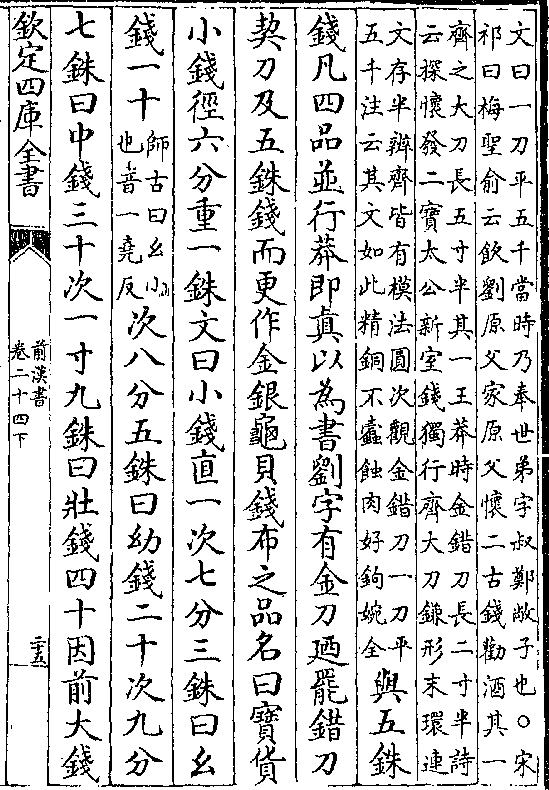 文曰一刀平五千當時乃奉世弟字叔鄭敞子也○宋
祁曰梅聖俞云飲劉原父家原父懷二古錢勸酒其一
齊之大刀長五寸半其一王莽時金錯刀長二寸半詩
云探懷發二寶太公新室錢獨行齊大刀鎌形末環連
文存半辨齊皆有模法圓次觀金錯刀一刀平
五千注云其文如此精銅不蠧蝕肉好鉤婉全
與五銖
錢凡四品並行莽即真以為書劉字有金刀廼罷錯刀
契刀及五銖錢而更作金銀龜貝錢布之品名曰寶貨
小錢徑六分重一銖文曰小錢直一次七分三銖曰幺
錢一十
師古曰幺小
也音一堯反
次八分五銖曰幼錢二十次九分
七銖曰中錢三十次一寸九銖曰壯錢四十因前大錢
欽定四庫全書
前漢書
卷二十四下
二十五